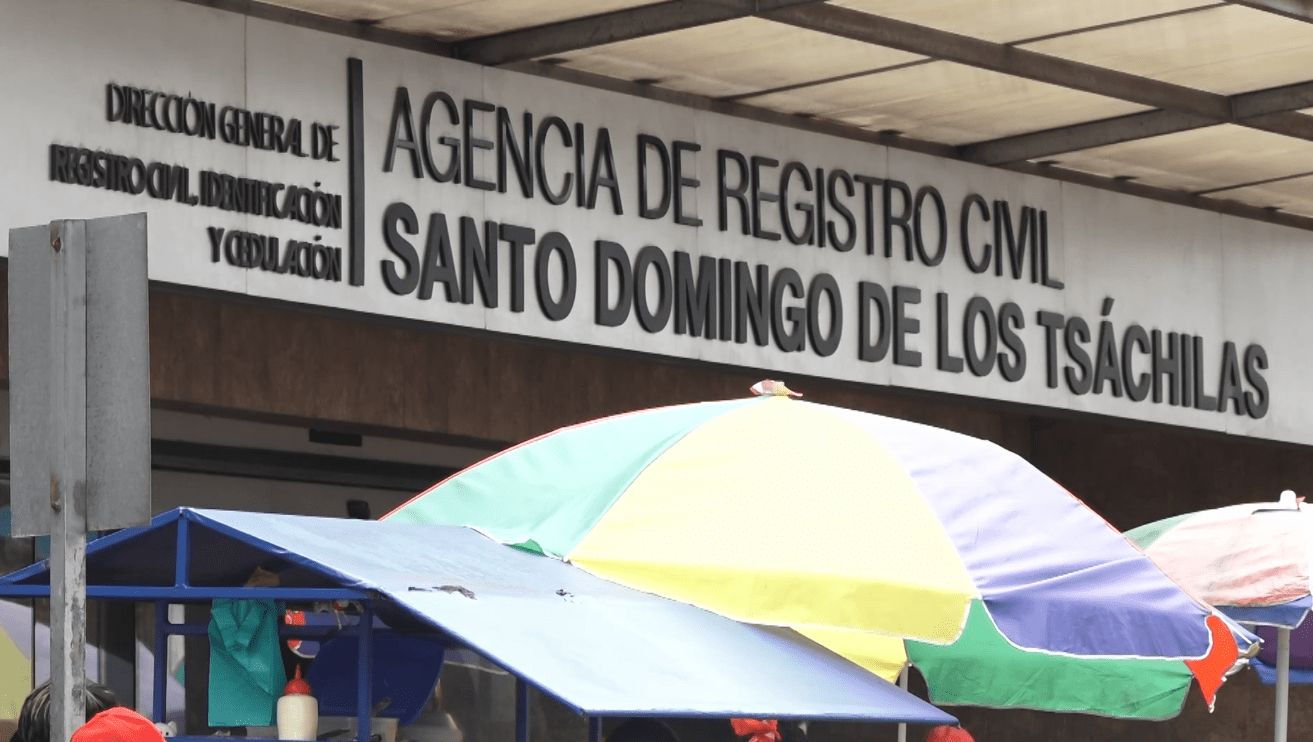 DIRECCIÓN GENERAL DE
REGISTRO CIVIL, IDENTIFICACIÓN
Y CEDULACIÓN
AGENCIA DE REGISTRO CIVIL
SANTO DOMINGO DE LOS TSÁCHILAS